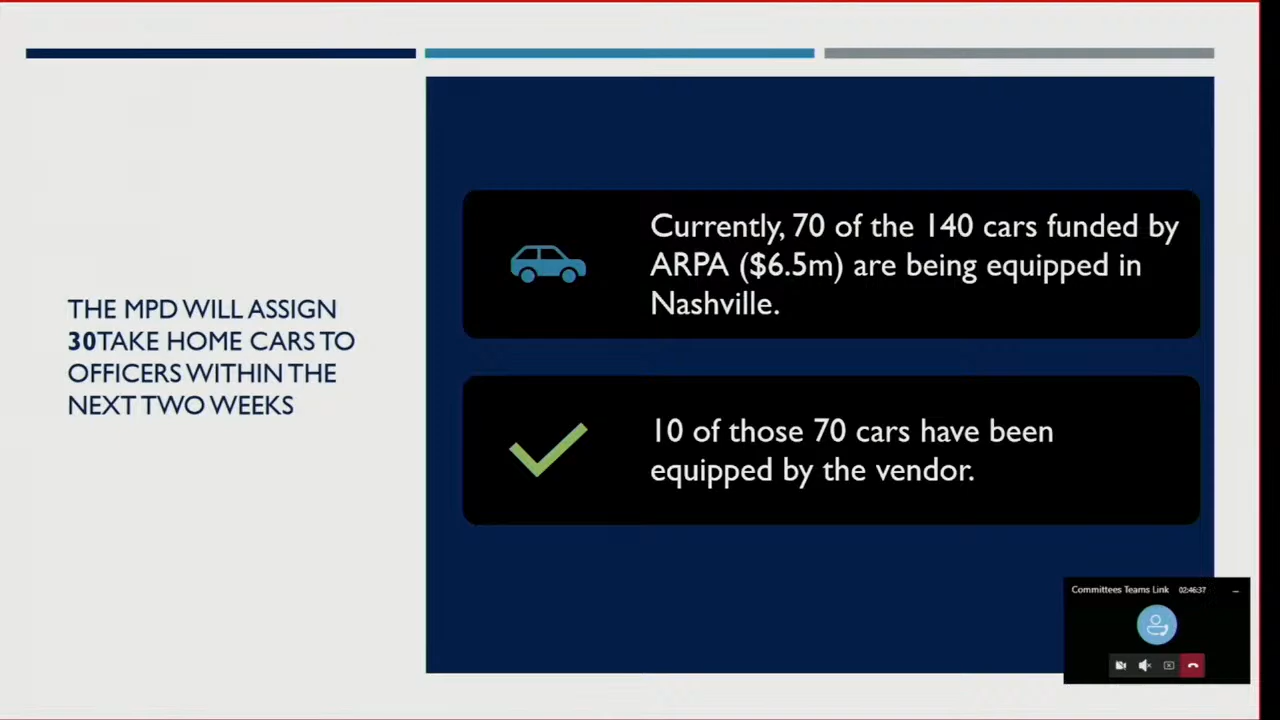 THE MPD WILL ASSIGN
30TAKE HOME CARS TO
OFFICERS WITHIN THE
NEXT TWO WEEKS
Currently, 70 of the 140 cars funded by
ARPA ($6.5m) are being equipped in
Nashville.
10 of those 70 cars have been
equipped by the vendor.
Committees Teams Link 02:46:37